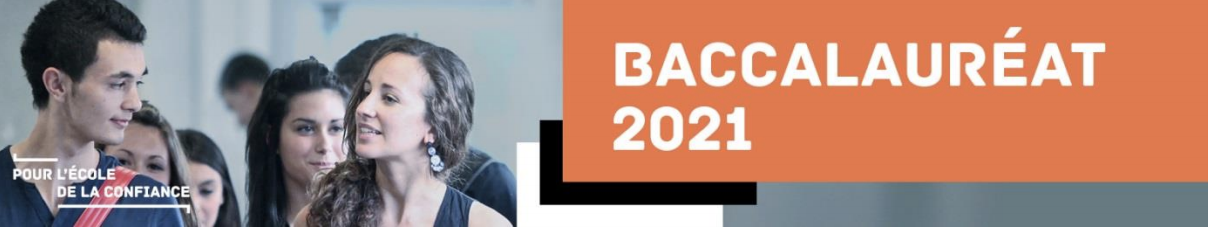 POUR L'ÉCOLE
DE LA CONFIANCE
BACCALAURÉAT
2021